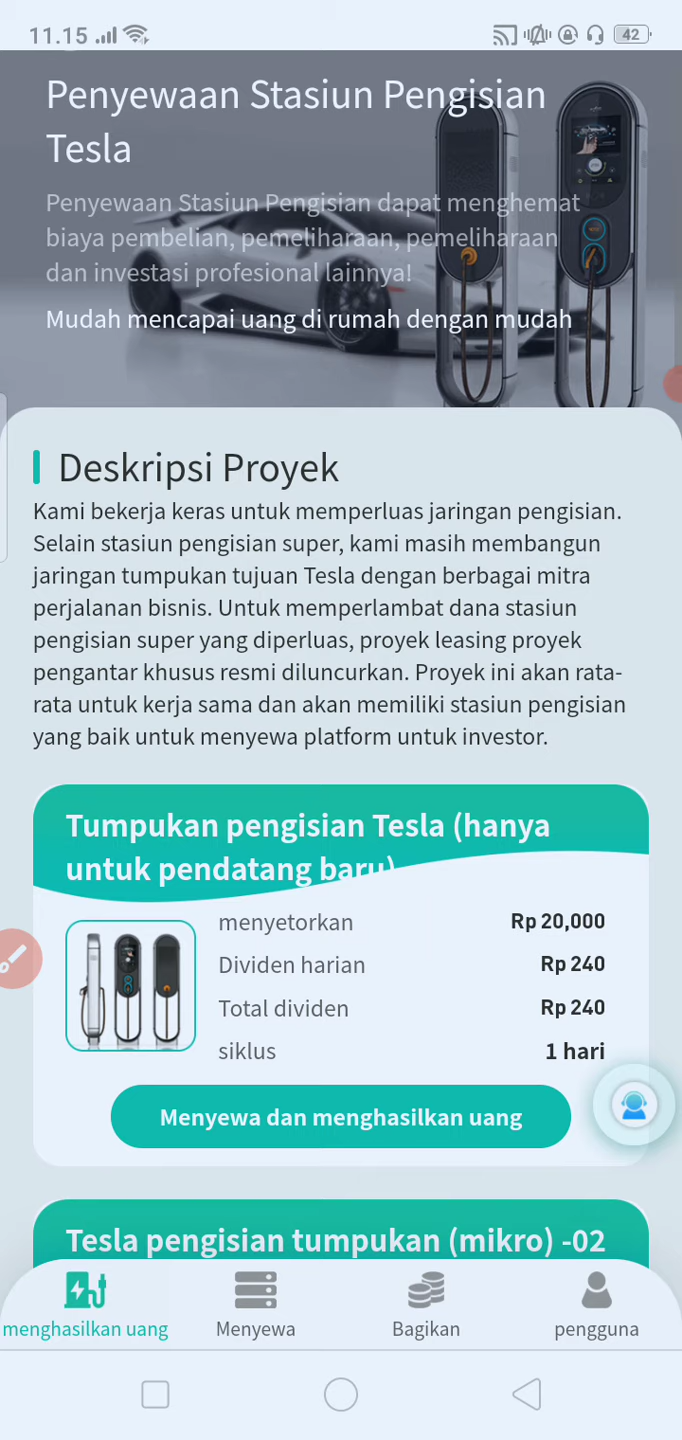 11.15
42
Penyewaan Stasiun Pengisian
Tesla
Penyewaan Stasiun Pengisian dapat menghemat
biaya pembelian, pemeliharaan, pemeliharaan
dan investasi profesional lainnya!
Mudah mencapai uang di rumah dengan mudah
Deskripsi Proyek
Kami bekerja keras untuk memperluas jaringan pengisian.
Selain stasiun pengisian super, kami masih membangun
jaringan tumpukan tujuan Tesla dengan berbagai mitra
perjalanan bisnis. Untuk memperlambat dana stasiun
pengisian super yang diperluas, proyek leasing proyek
pengantar khusus resmi diluncurkan. Proyek ini akan rata-
rata untuk kerja sama dan akan memiliki stasiun pengisian
yang baik untuk menyewa platform untuk investor.
Tumpukan pengisian Tesla (hanya
untuk pendatang baru)
menyetorkan Rp 20,000
Dividen harian Rp 240
Total dividen Rp 240
siklus 1 hari
Menyewa dan menghasilkan uang
Tesla pengisian tumpukan (mikro) -02
menghasilkan uang Menyewa Bagikan pengguna